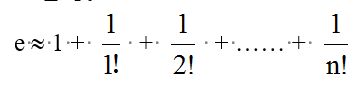 e ≈ 1 + 1/1! + 1/2! + …… + 1/n!